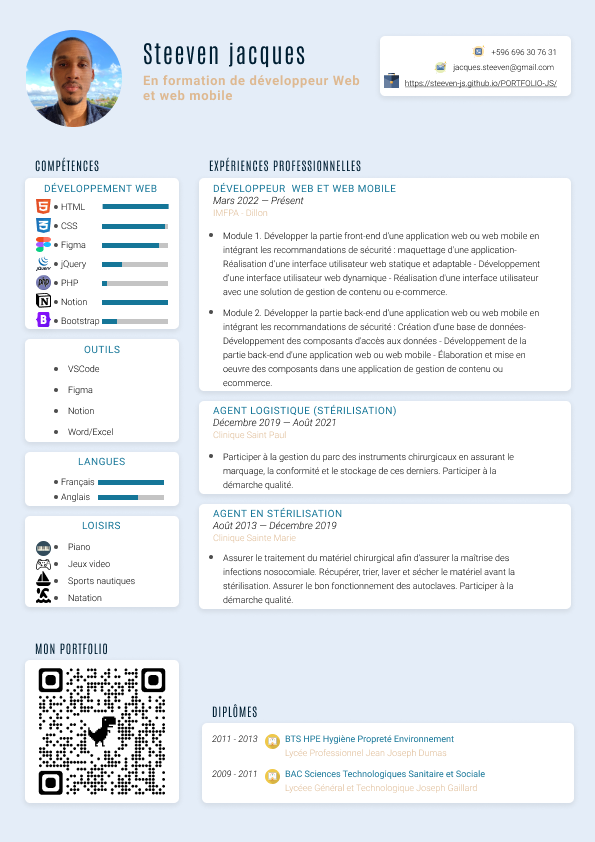 Steeven jacques
En formation de développeur Web
et web mobile
+596 696 30 76 31
jacques.steeven@gmail.com
https://steeven-js.github.io/PORTFOLIO-JS/
COMPÉTENCES
DÉVELOPPEMENT WEB
HTML
CSS
Figma
jQuery
PHP
Notion
Bootstrap
OUTILS
VSCode
Figma
Notion
Word/Excel
LANGUES
Français
Anglais
LOISIRS
Piano
Jeux video
Sports nautiques
Natation
MON PORTFOLIO
EXPÉRIENCES PROFESSIONNELLES
DÉVELOPPEUR WEB ET WEB MOBILE
Mars 2022 — Présent
IMFPA - Dillon
Module 1. Développer la partie front-end d'une application web ou web mobile en
intégrant les recommandations de sécurité : maquettage d'une application-
Réalisation d'une interface utilisateur web statique et adaptable - Développement
d'une interface utilisateur web dynamique - Réalisation d'une interface utilisateur
avec une solution de gestion de contenu ou e-commerce.
Module 2. Développer la partie back-end d'une application web ou web mobile en
intégrant les recommandations de sécurité : Création d'une base de données-
Développement des composants d'accès aux données - Développement de la
partie back-end d'une application web ou web mobile - Élaboration et mise en
oeuvre des composants dans une application de gestion de contenu ou
ecommerce.
AGENT LOGISTIQUE (STÉRILISATION)
Décembre 2019 — Août 2021
Clinique Saint Paul
Participer à la gestion du parc des instruments chirurgicaux en assurant le
marquage, la conformité et le stockage de ces derniers. Participer à la
démarche qualité.
AGENT EN STÉRILISATION
Août 2013 — Décembre 2019
Clinique Sainte Marie
Assurer le traitement du matériel chirurgical afin d'assurer la maîtrise des
infections nosocomiale. Récupérer, trier, laver et sécher le matériel avant la
stérilisation. Assurer le bon fonctionnement des autoclaves. Participer à la
démarche qualité.
DIPLÔMES
2011 - 2013 BTS HPE Hygiène Propreté Environnement
Lycée Professionnel Jean Joseph Dumas
2009 - 2011 BAC Sciences Technologiques Sanitaire et Sociale
Lycéee Général et Technologique Joseph Gaillard